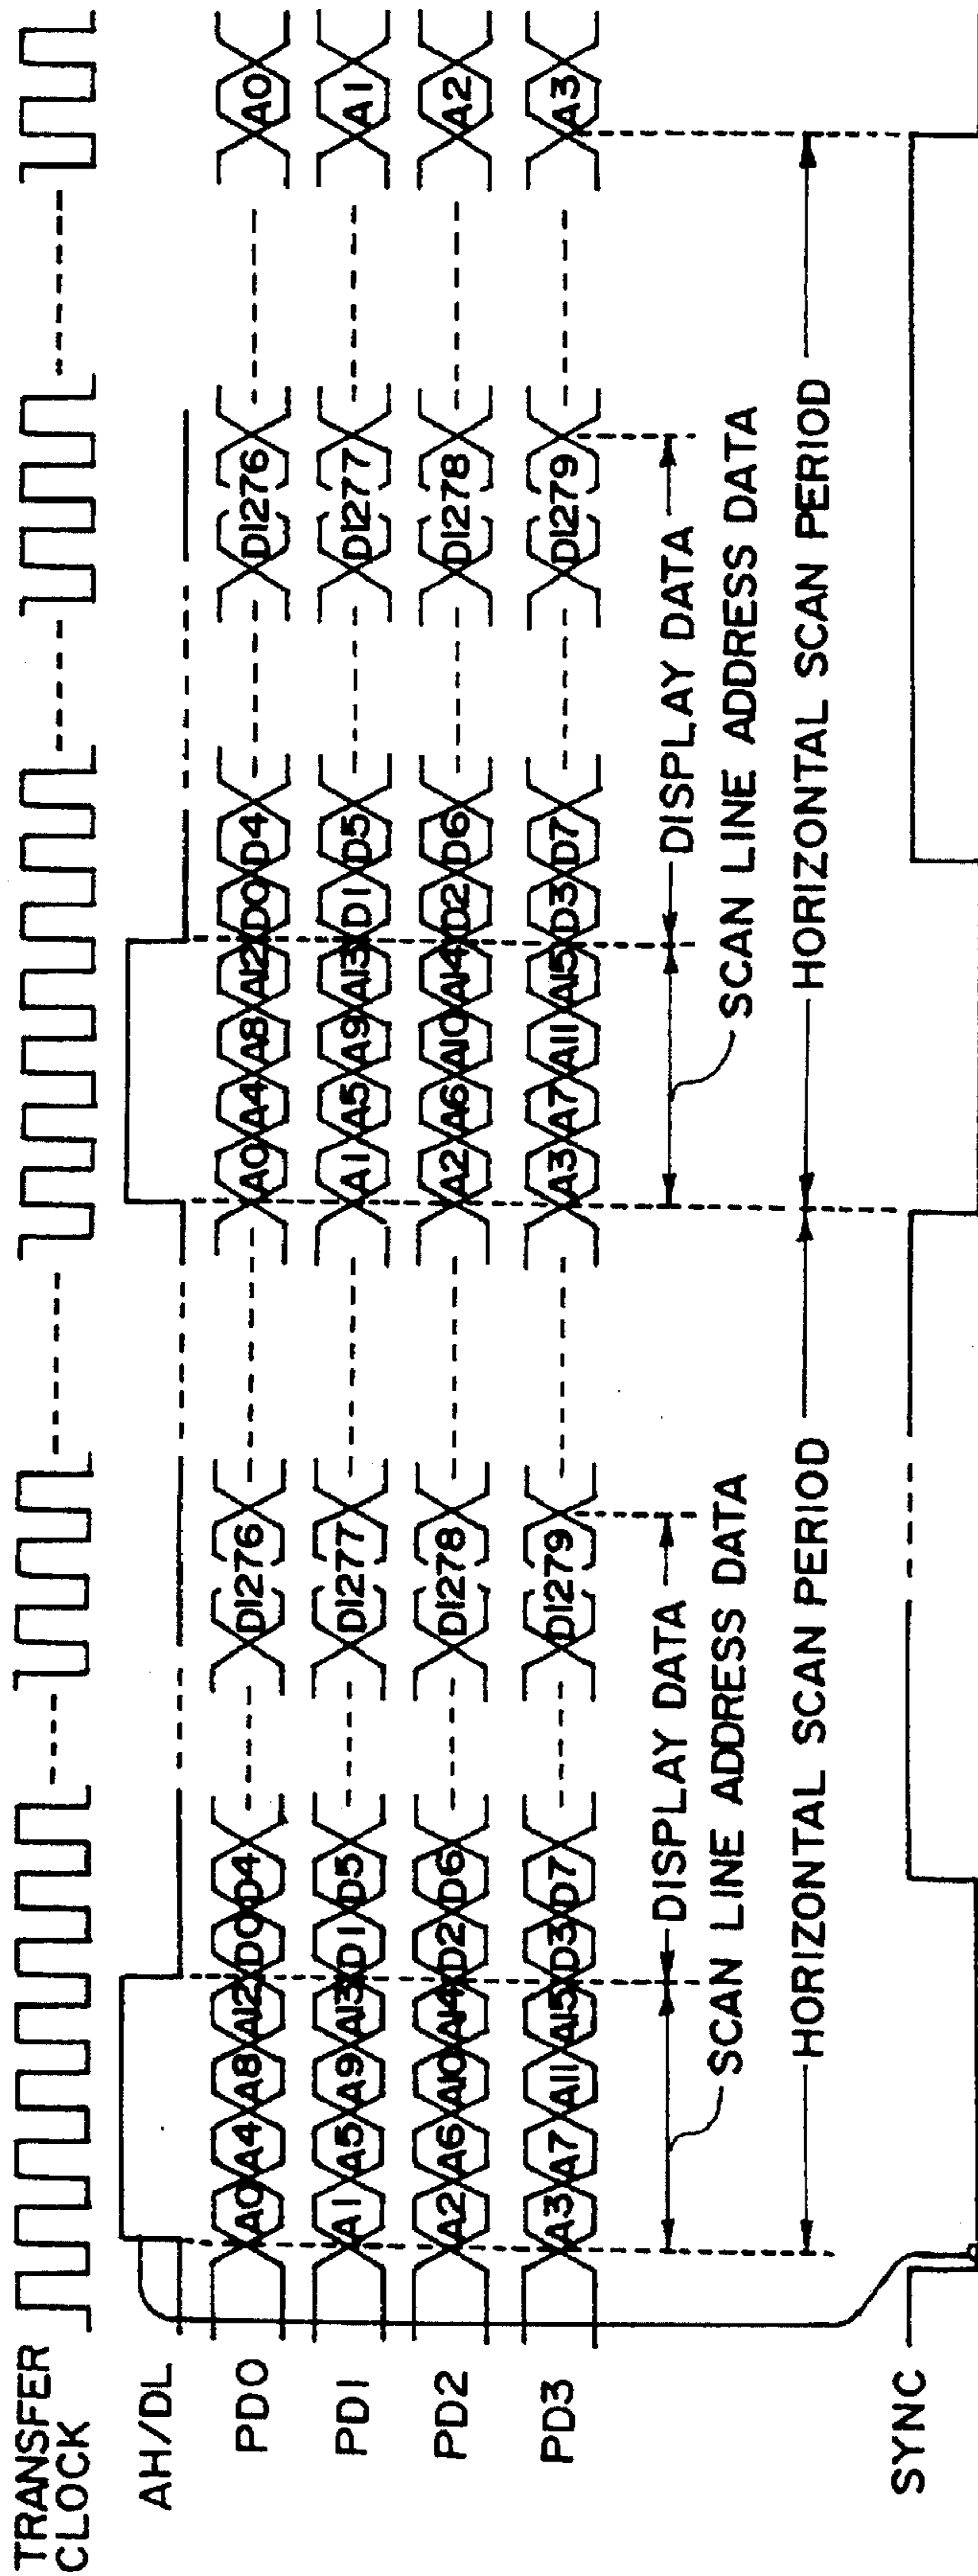 TRANSFER
CLOCK
AH/DL
PD0 A0 A4 A8 A12 D0 D4 D1276 A0 A4 A8 A12 D0 D4 D1276 A0
PD1 A1 A5 A9 A13 D1 D5 D1277 A1 A5 A9 A13 D1 D5 D1277 A1
PD2 A2 A6 A10 A14 D2 D6 D1278 A2 A6 A10 A14 D2 D6 D1278 A2
PD3 A3 A7 A11 A15 D3 D7 D1279 A3 A7 A11 A15 D3 D7 D1279 A3
DISPLAY DATA DISPLAY DATA
SCAN LINE ADDRESS DATA SCAN LINE ADDRESS DATA
HORIZONTAL SCAN PERIOD HORIZONTAL SCAN PERIOD
SYNC